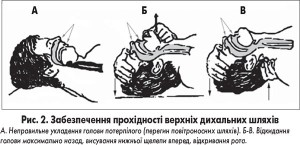 А Б В
Рис. 2. Забезпечення прохідності верхніх дихальних шляхів
А. Неправильне укладення голови потерпілого (перегин повітроносних шляхів). Б-В. Відкидання
голови максимально назад, висування нижньої щелепи вперед, відкривання рота.